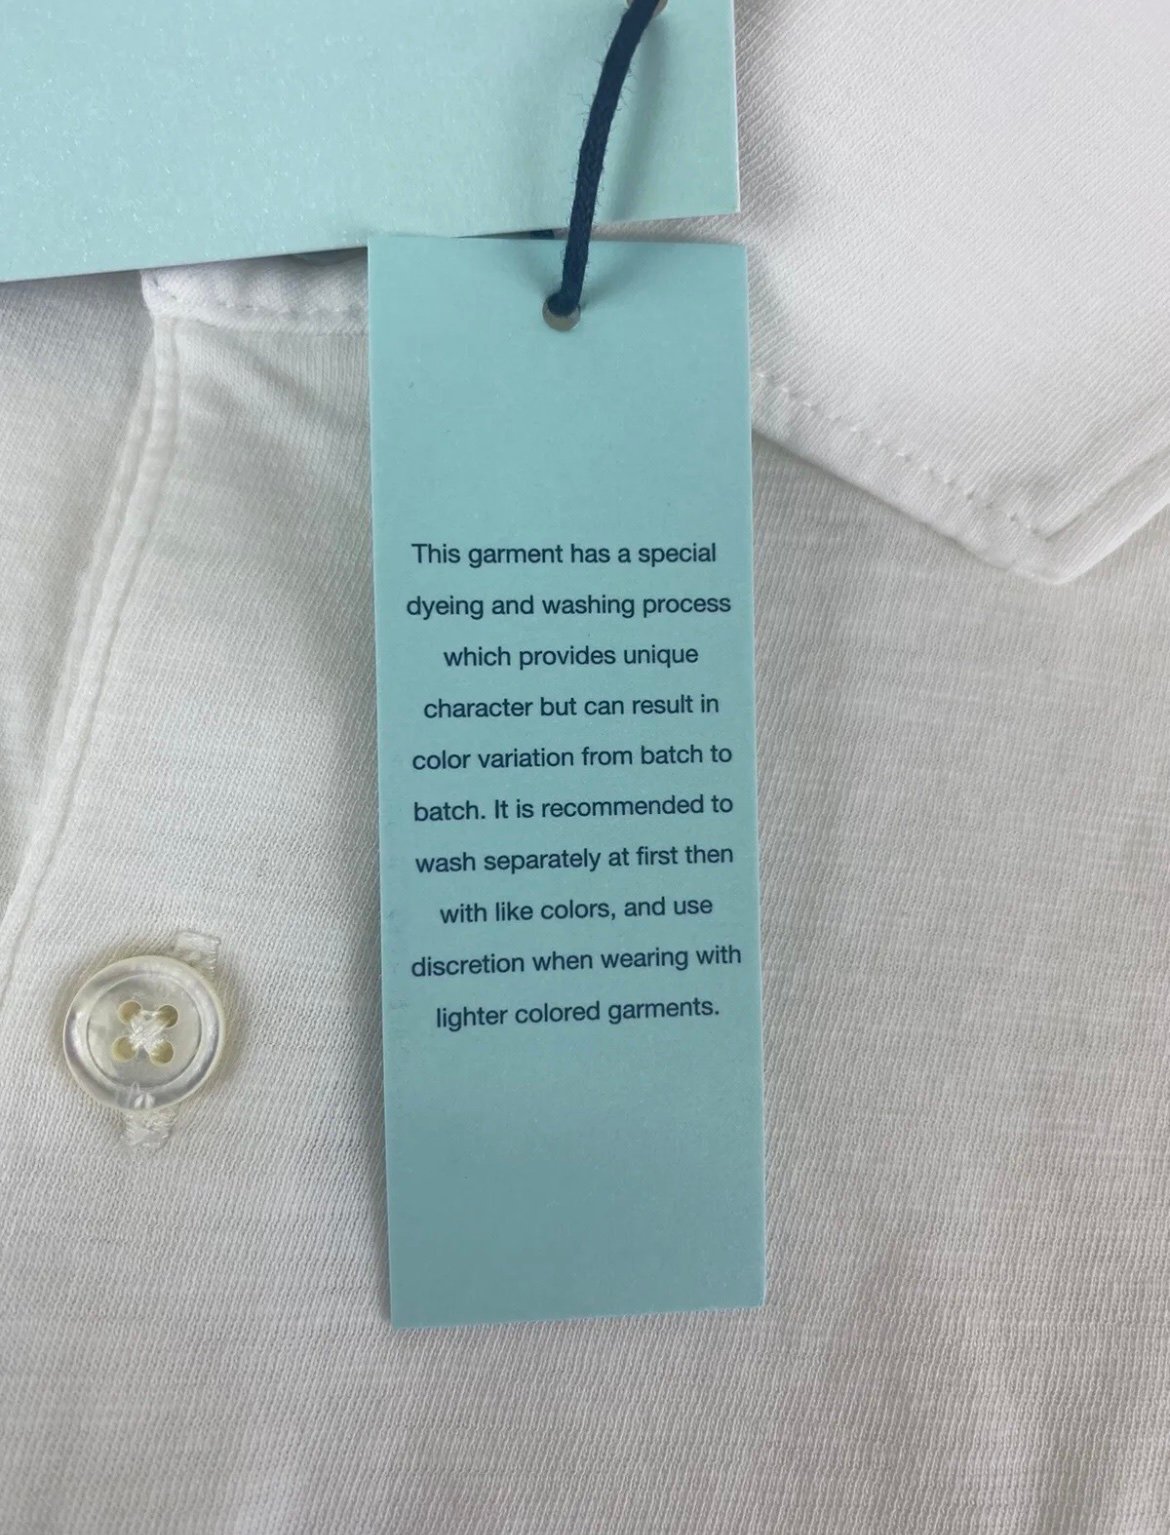 This garment has a special
dyeing and washing process
which provides unique
character but can result in
color variation from batch to
batch. It is recommended to
wash separately at first then
with like colors, and use
discretion when wearing with
lighter colored garments.